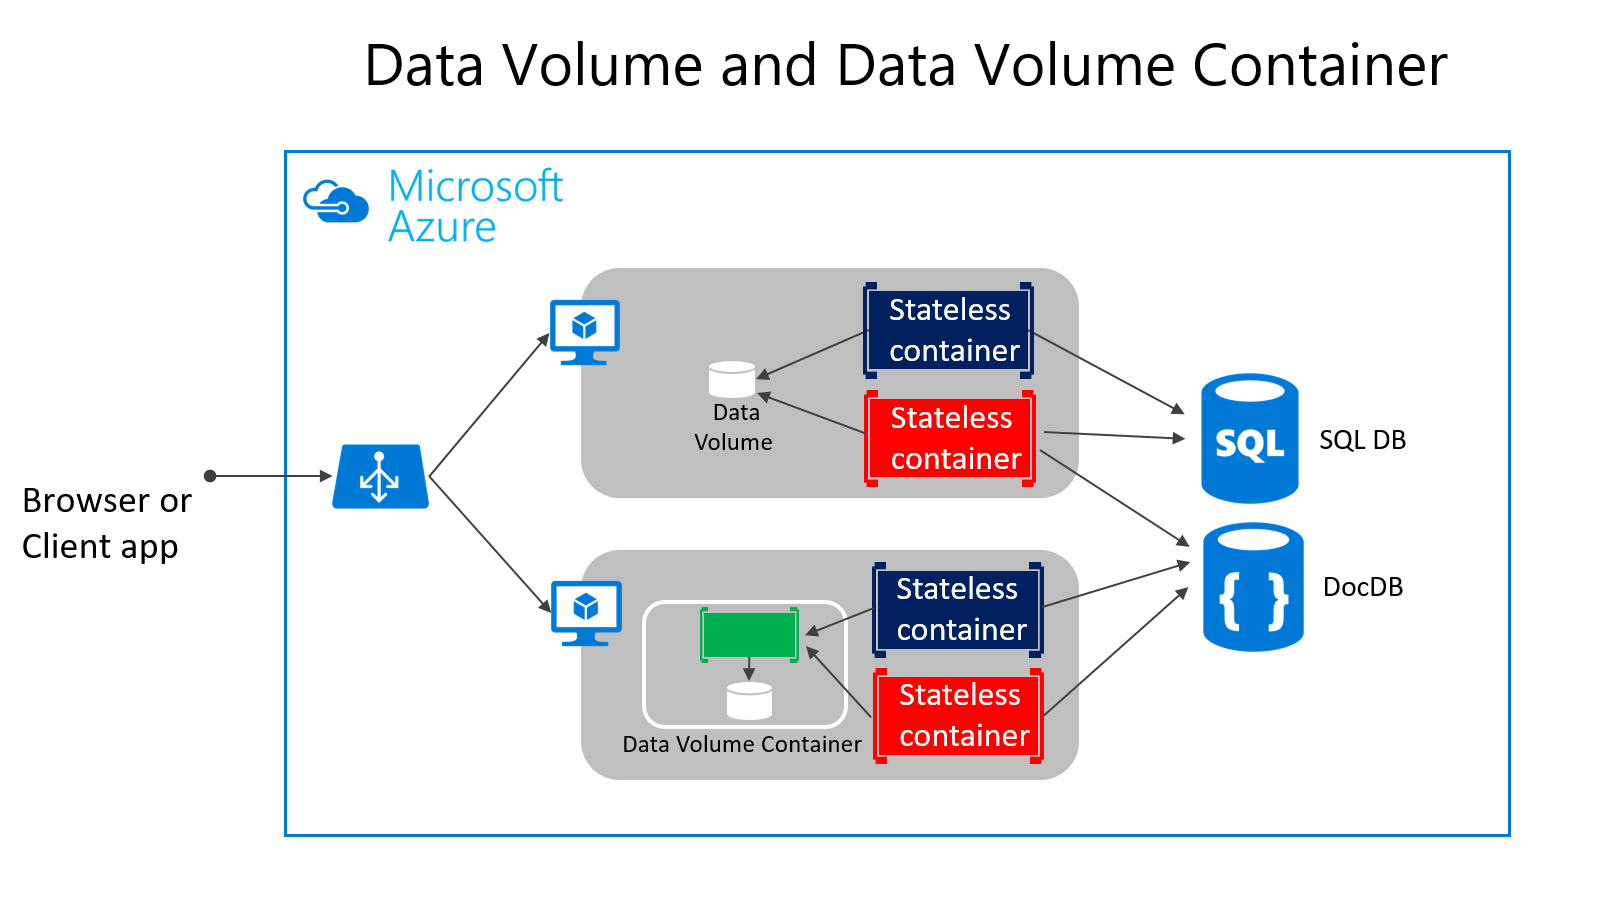 Data Volume and Data Volume Container
Microsoft
Azure
Stateless
container
Data
Volume
Stateless
container
SQL
SQL DB
Browser or
Client app
{ }
DocDB
Stateless
container
Stateless
container
Data Volume Container